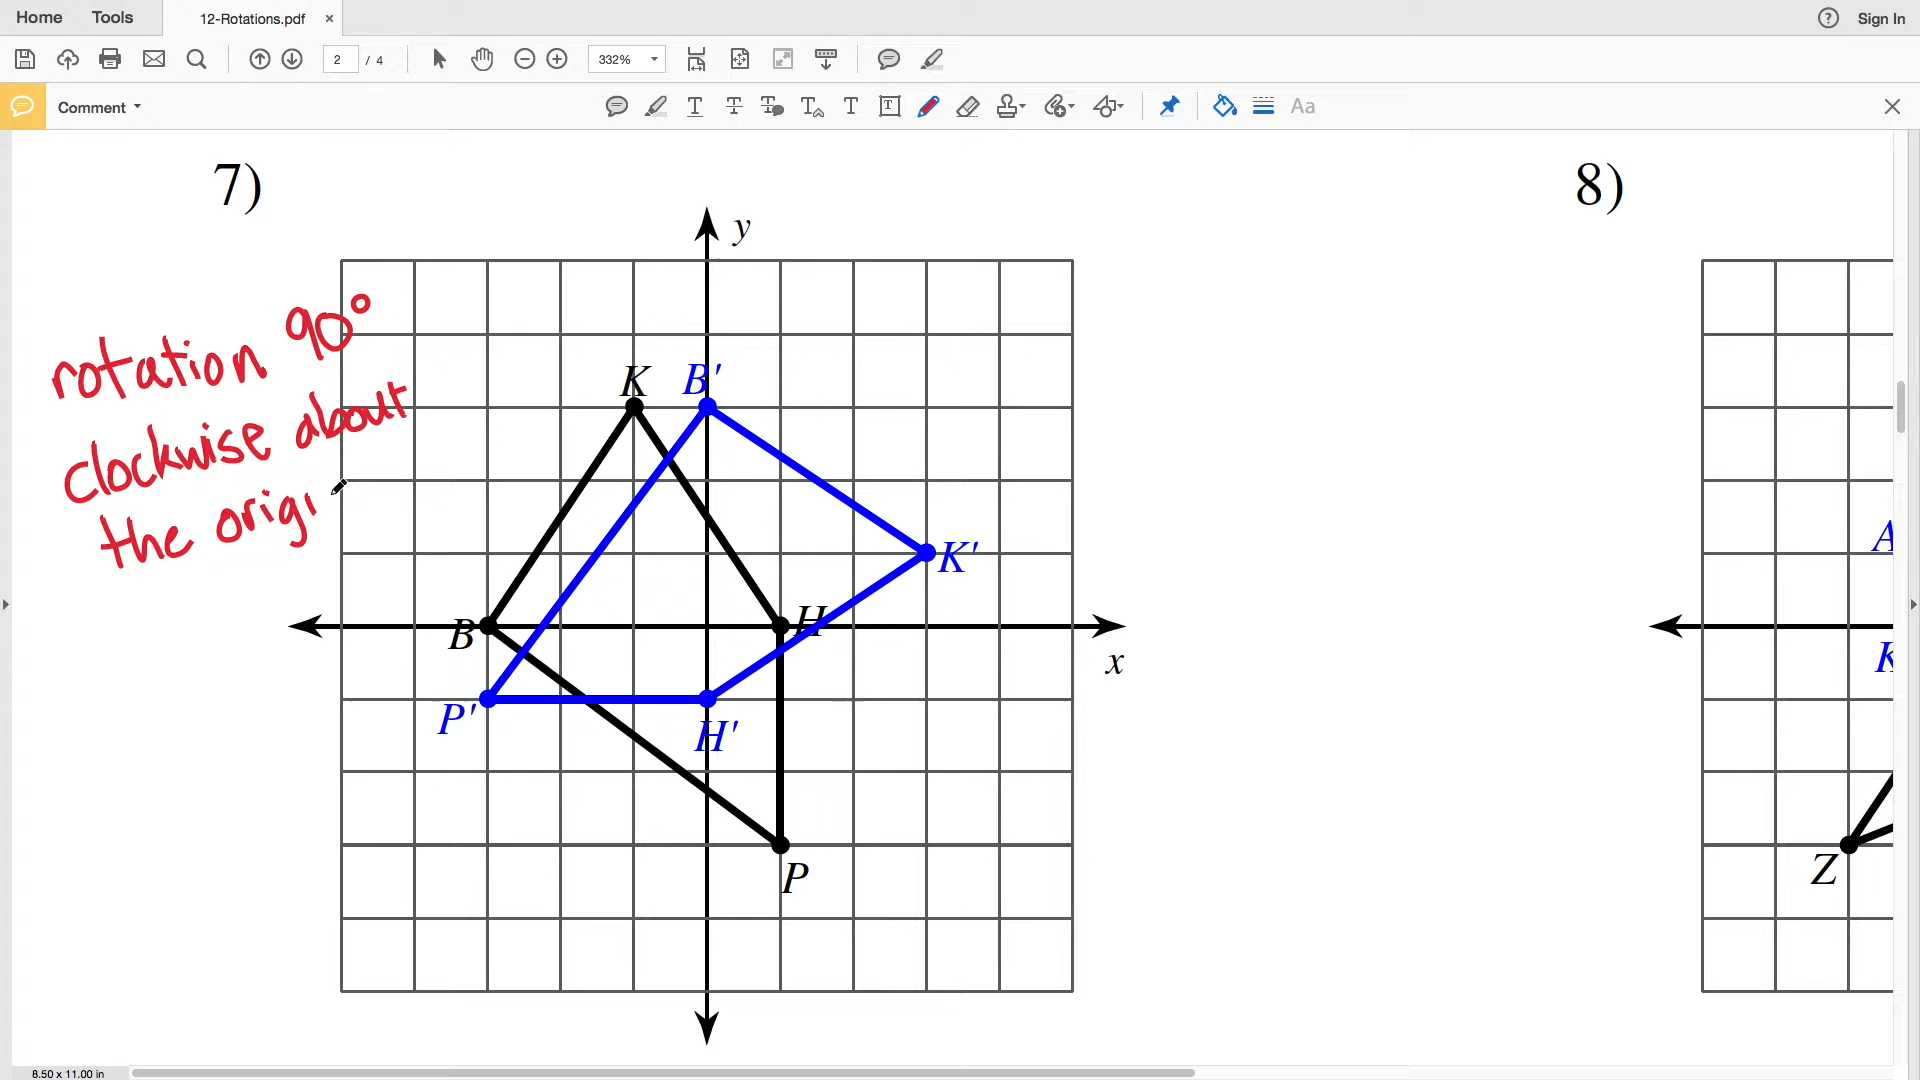 Home Tools 12-Rotations.pdf × ? Sign In
2 / 4 332%
Comment Aa
7) 8)
y
rotation 90°
clockwise about
the origi
K B'
K'
A
B H
x
K
P' H'
P
Z
8.50 x 11.00 in